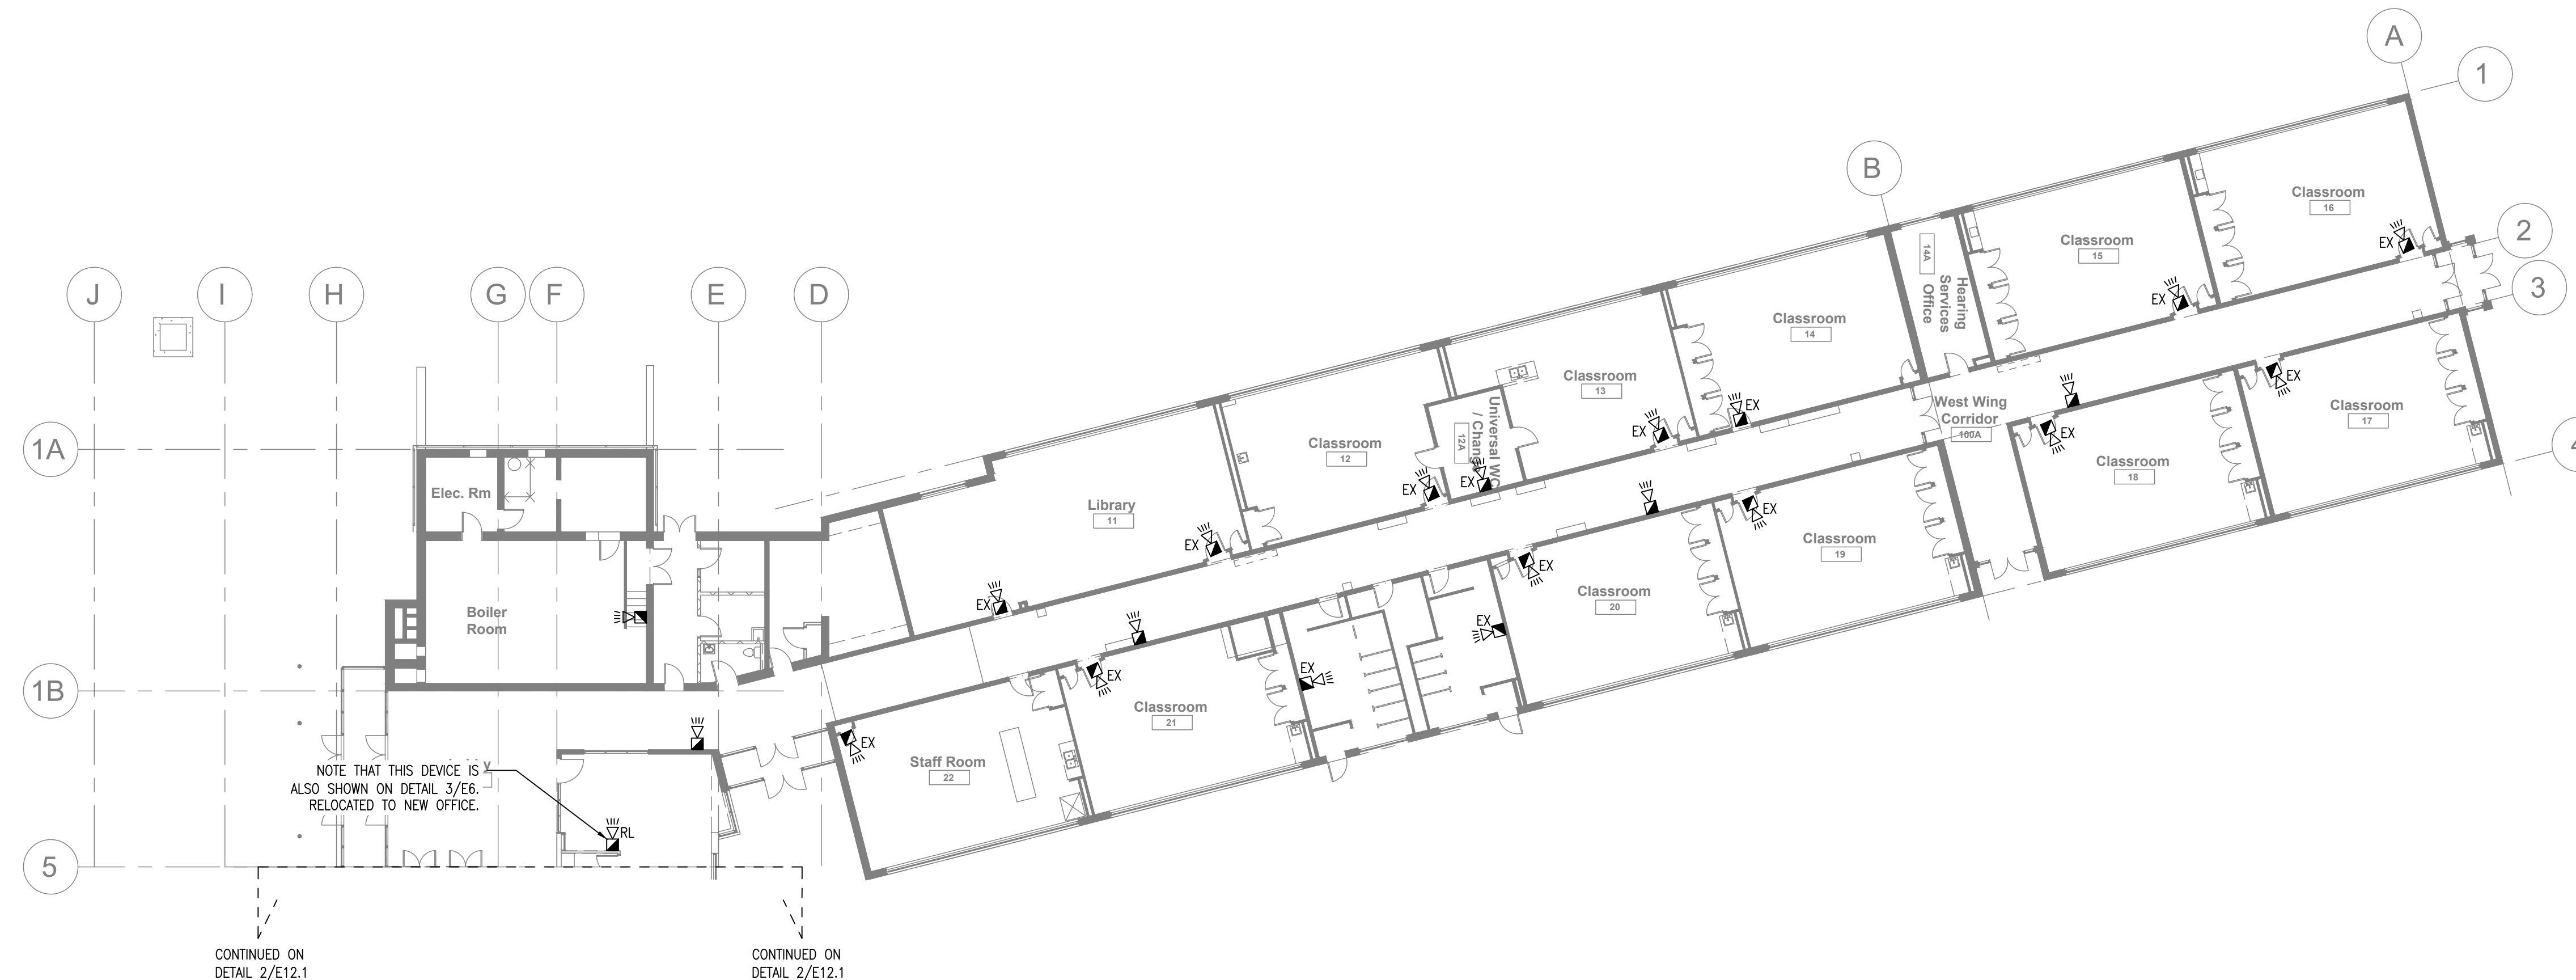 A
1
B
Classroom
16
2
Classroom
15
EX
3
14A
Hearing
Services
Office
EX
J
I
H
G
F
E
D
Classroom
14
Classroom
13
EX
EX
Universal WC
/ Change
12A
EX
West Wing
Corridor
100A
EX
EX
Classroom
17
4
Classroom
18
1A
Classroom
12
EX
Elec. Rm
Library
11
EX
EX
EX
Classroom
19
Classroom
20
EX
Boiler
Room
EX
EX
EX
1B
EX
Classroom
21
EX
Staff Room
22
NOTE THAT THIS DEVICE IS
ALSO SHOWN ON DETAIL 3/E6.
RELOCATED TO NEW OFFICE.
y
RL
5
CONTINUED ON
DETAIL 2/E12.1
CONTINUED ON
DETAIL 2/E12.1